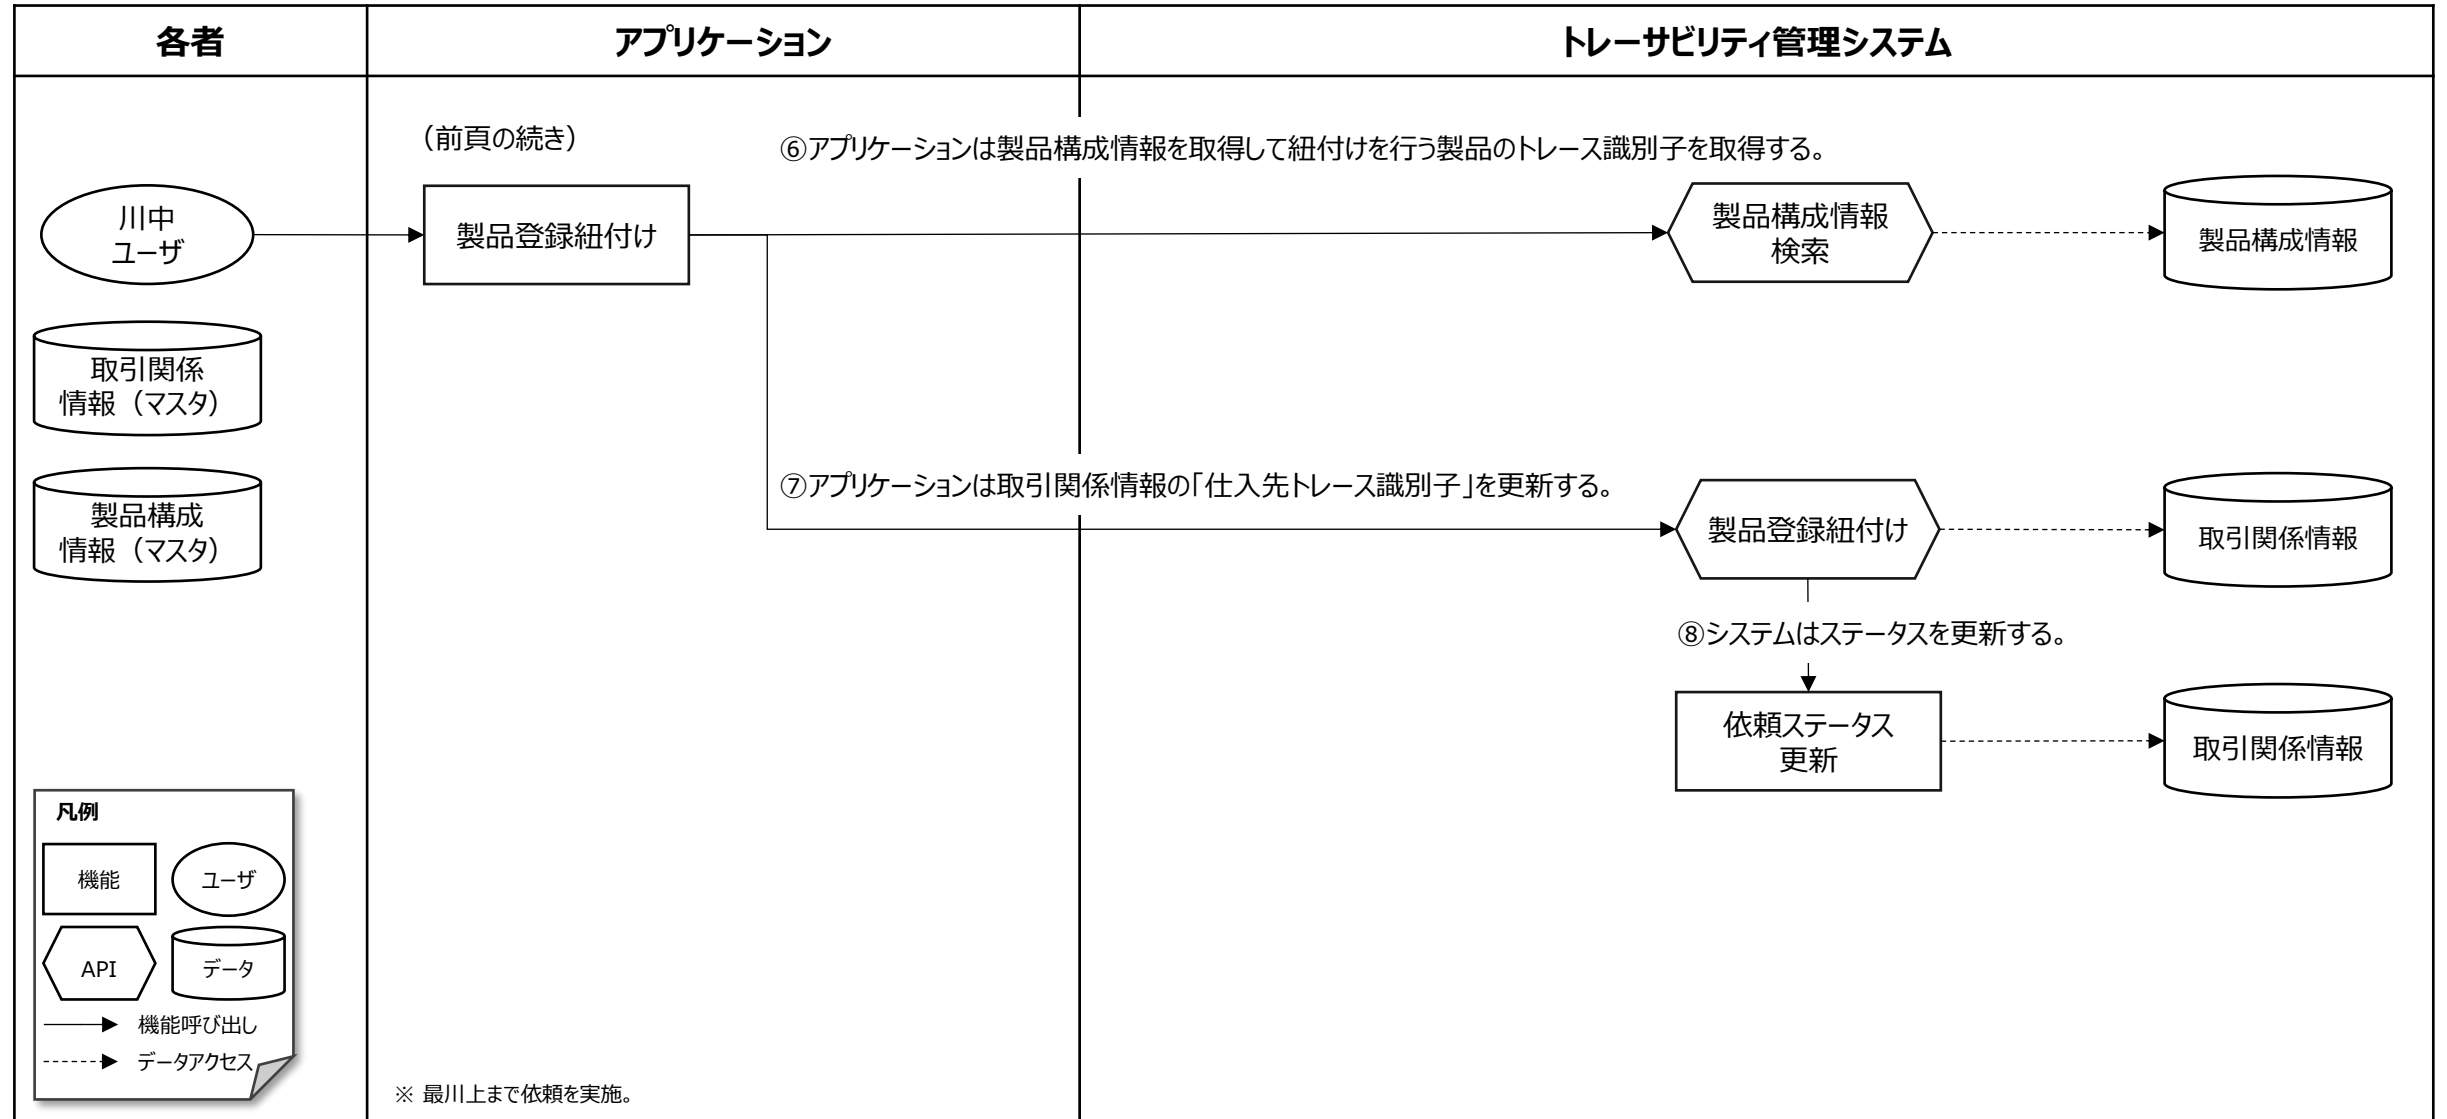 各者
アプリケーション
トレーサビリティ管理システム
（前頁の続き）
⑥アプリケーションは製品構成情報を取得して紐付けを行う製品のトレース識別子を取得する。
川中
ユーザ
製品登録紐付け
製品構成情報
検索
製品構成情報
取引関係
情報（マスタ）
製品構成
情報（マスタ）
⑦アプリケーションは取引関係情報の「仕入先トレース識別子」を更新する。
製品登録紐付け
取引関係情報
⑧システムはステータスを更新する。
依頼ステータス
更新
取引関係情報
凡例
機能
ユーザ
API
データ
機能呼び出し
データアクセス
※ 最川上まで依頼を実施。